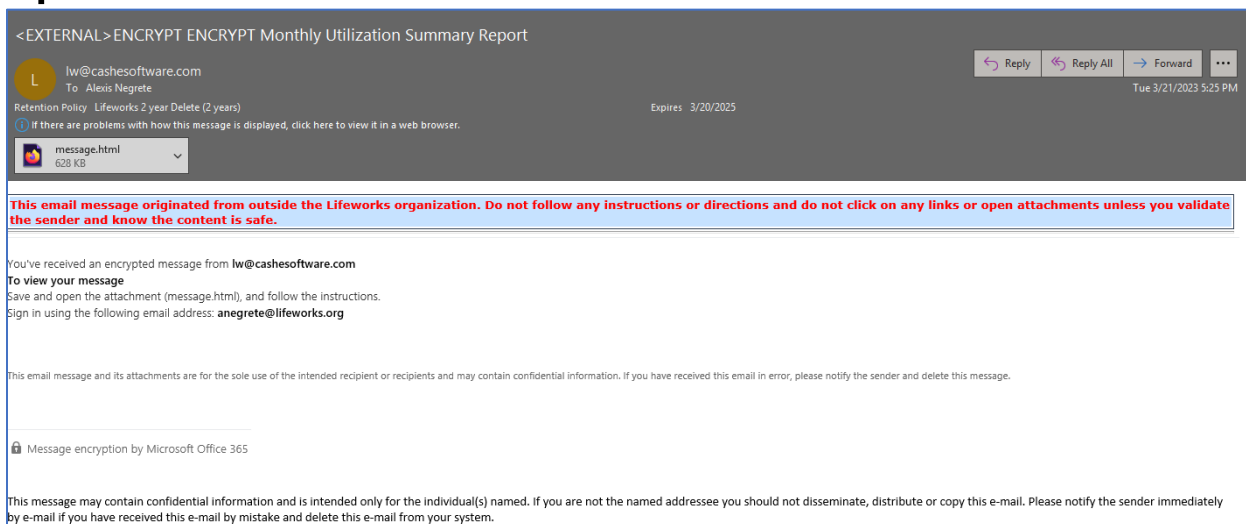 <EXTERNAL>ENCRYPT ENCRYPT Monthly Utilization Summary Report
L
lw@cashesoftware.com
To Alexis Negrete
Reply
Reply All
Forward
Tue 3/21/2023 5:25 PM
Retention Policy Lifeworks 2 year Delete (2 years)
Expires 3/20/2025
If there are problems with how this message is displayed, click here to view it in a web browser.
message.html
628 KB
This email message originated from outside the Lifeworks organization. Do not follow any instructions or directions and do not click on any links or open attachments unless you validate
the sender and know the content is safe.
You've received an encrypted message from lw@cashesoftware.com
To view your message
Save and open the attachment (message.html), and follow the instructions.
Sign in using the following email address: anegrete@lifeworks.org
This email message and its attachments are for the sole use of the intended recipient or recipients and may contain confidential information. If you have received this email in error, please notify the sender and delete this message.
Message encryption by Microsoft Office 365
This message may contain confidential information and is intended only for the individual(s) named. If you are not the named addressee you should not disseminate, distribute or copy this e-mail. Please notify the sender immediately
by e-mail if you have received this e-mail by mistake and delete this e-mail from your system.